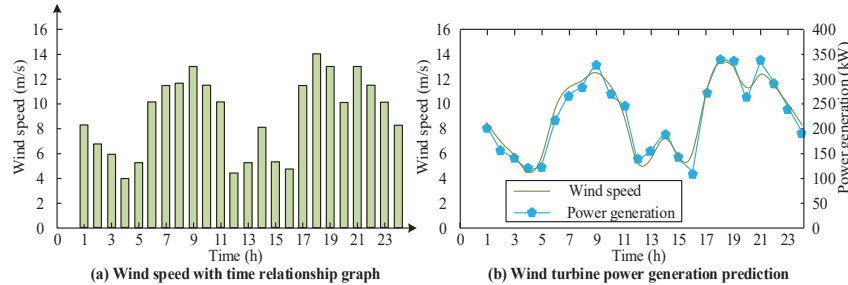 16
14
12
10
8
6
4
2
0
Wind speed (m/s)
0 1 3 5 7 9 11 13 15 17 19 21 23
Time (h)
(a) Wind speed with time relationship graph
16
14
12
10
8
6
4
2
0
Wind speed (m/s)
400
350
300
250
200
150
100
50
0
Power generation (kW)
Wind speed
Power generation
0 1 3 5 7 9 11 13 15 17 19 21 23
Time (h)
(b) Wind turbine power generation prediction